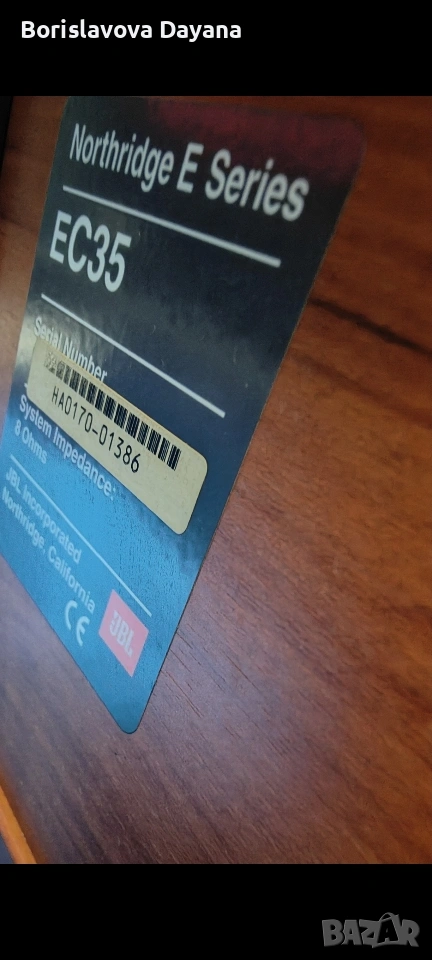 Borislavova Dayana
Northridge E Series
EC35
Serial Number
HA0170-01386
System Impedance:
8 Ohms
JBL Incorporated
Northridge, California
CE
JBL
BAZAR